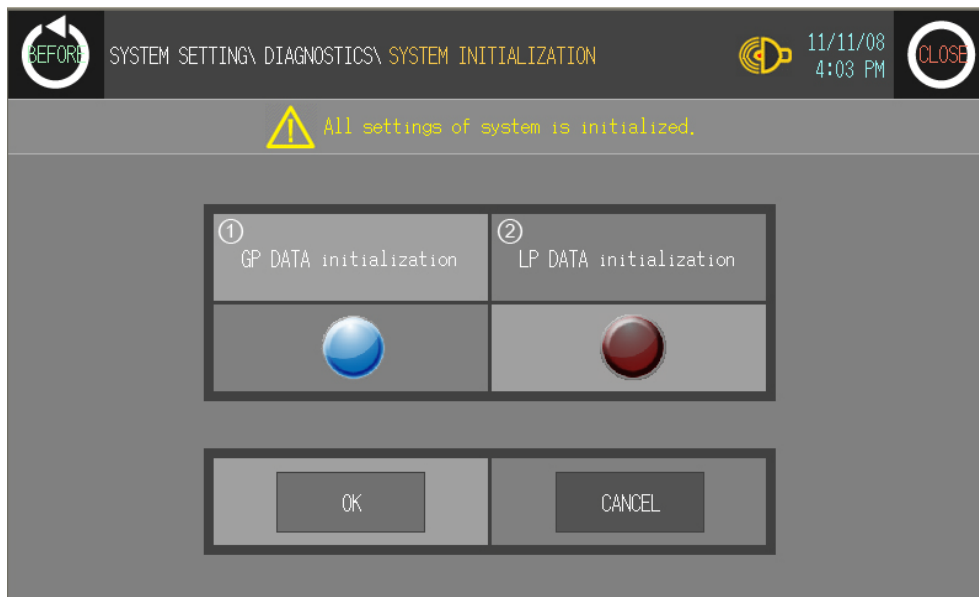 BEFORE
SYSTEM SETTING\ DIAGNOSTICS\ SYSTEM INITIALIZATION
11/11/08
4:03 PM
CLOSE
All settings of system is initialized.
①
GP DATA initialization
②
LP DATA initialization
OK
CANCEL